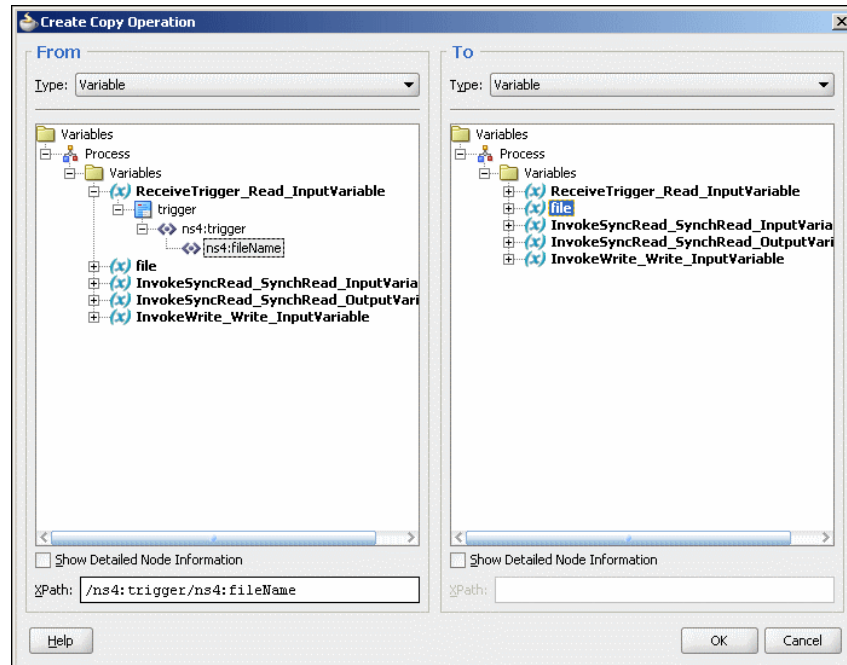 Create Copy Operation
From
Type: Variable
Variables
Process
Variables
(x) ReceiveTrigger_Read_InputVariable
trigger
ns4:trigger
ns4:fileName
(x) file
(x) InvokeSyncRead_SynchRead_InputVaria
(x) InvokeSyncRead_SynchRead_OutputVari
(x) InvokeWrite_Write_InputVariable
Show Detailed Node Information
XPath: /ns4:trigger/ns4:fileName
To
Type: Variable
Variables
Process
Variables
(x) ReceiveTrigger_Read_InputVariable
(x) file
(x) InvokeSyncRead_SynchRead_InputVaria
(x) InvokeSyncRead_SynchRead_OutputVari
(x) InvokeWrite_Write_InputVariable
Show Detailed Node Information
XPath:
Help
OK
Cancel